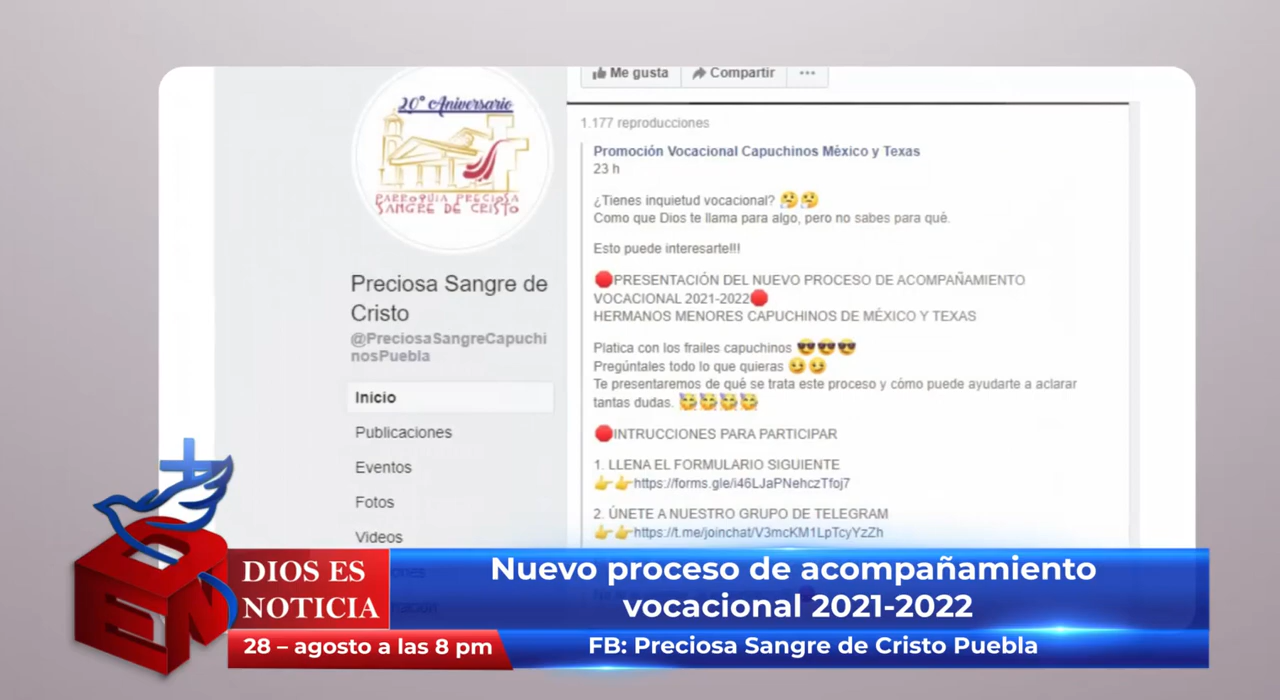 Me gusta
Compartir
20° Aniversario
PARROQUIA PRECIOSA
SANGRE DE CRISTO
1.177 reproducciones
Promoción Vocacional Capuchinos México y Texas
23 h
¿Tienes inquietud vocacional? 🤔🤔
Como que Dios te llama para algo, pero no sabes para qué.
Esto puede interesarte!!!
🛑PRESENTACIÓN DEL NUEVO PROCESO DE ACOMPAÑAMIENTO
VOCACIONAL 2021-2022🛑
HERMANOS MENORES CAPUCHINOS DE MÉXICO Y TEXAS
Platica con los frailes capuchinos 😎😎😎
Pregúntales todo lo que quieras 😏😏
Te presentaremos de qué se trata este proceso y cómo puede ayudarte a aclarar
tantas dudas. 🥳🥳🥳🥳
🛑INTRUCCIONES PARA PARTICIPAR
1. LLENA EL FORMULARIO SIGUIENTE
👉👉https://forms.gle/i46LJaPNehczTfoj7
2. ÚNETE A NUESTRO GRUPO DE TELEGRAM
👉👉https://t.me/joinchat/V3mcKM1LpTcyYzZh
Preciosa Sangre de
Cristo
@PreciosaSangreCapuchi
nosPuebla
Inicio
Publicaciones
Eventos
Fotos
Videos
DEN
DIOS ES
NOTICIA
Nuevo proceso de acompañamiento
vocacional 2021-2022
28 – agosto a las 8 pm
FB: Preciosa Sangre de Cristo Puebla